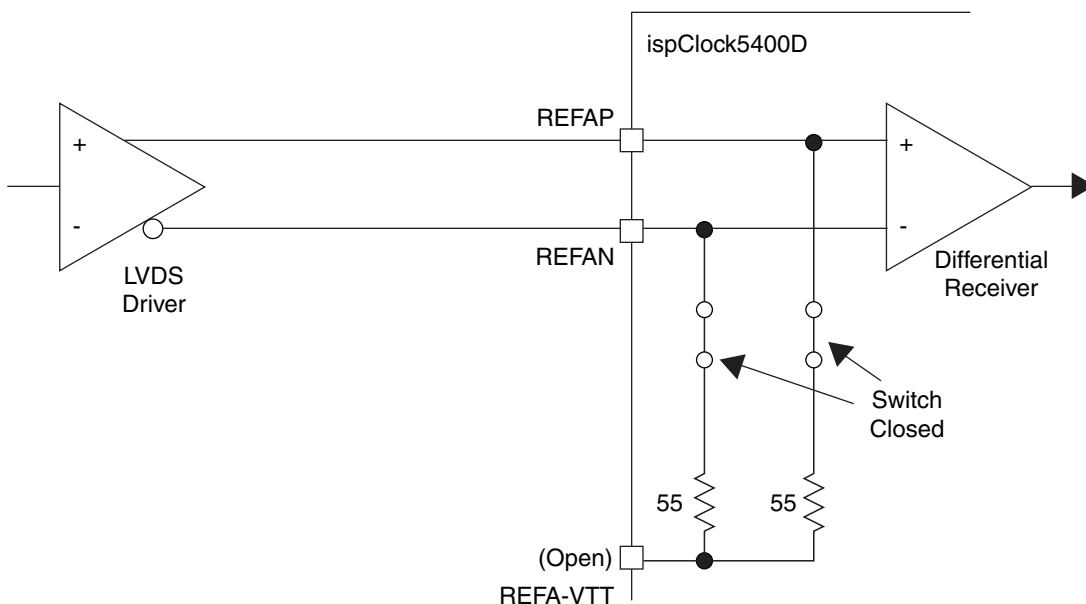 ispClock5400D
REFAP
+
+
-
-
REFAN
LVDS
Driver
Differential
Receiver
Switch
Closed
55
55
(Open)
REFA-VTT